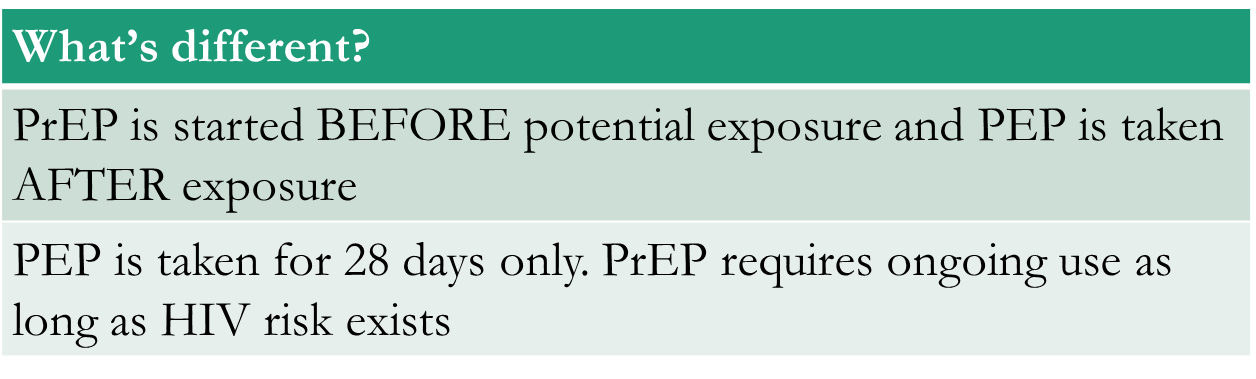 What’s different?
PrEP is started BEFORE potential exposure and PEP is taken
AFTER exposure
PEP is taken for 28 days only. PrEP requires ongoing use as
long as HIV risk exists